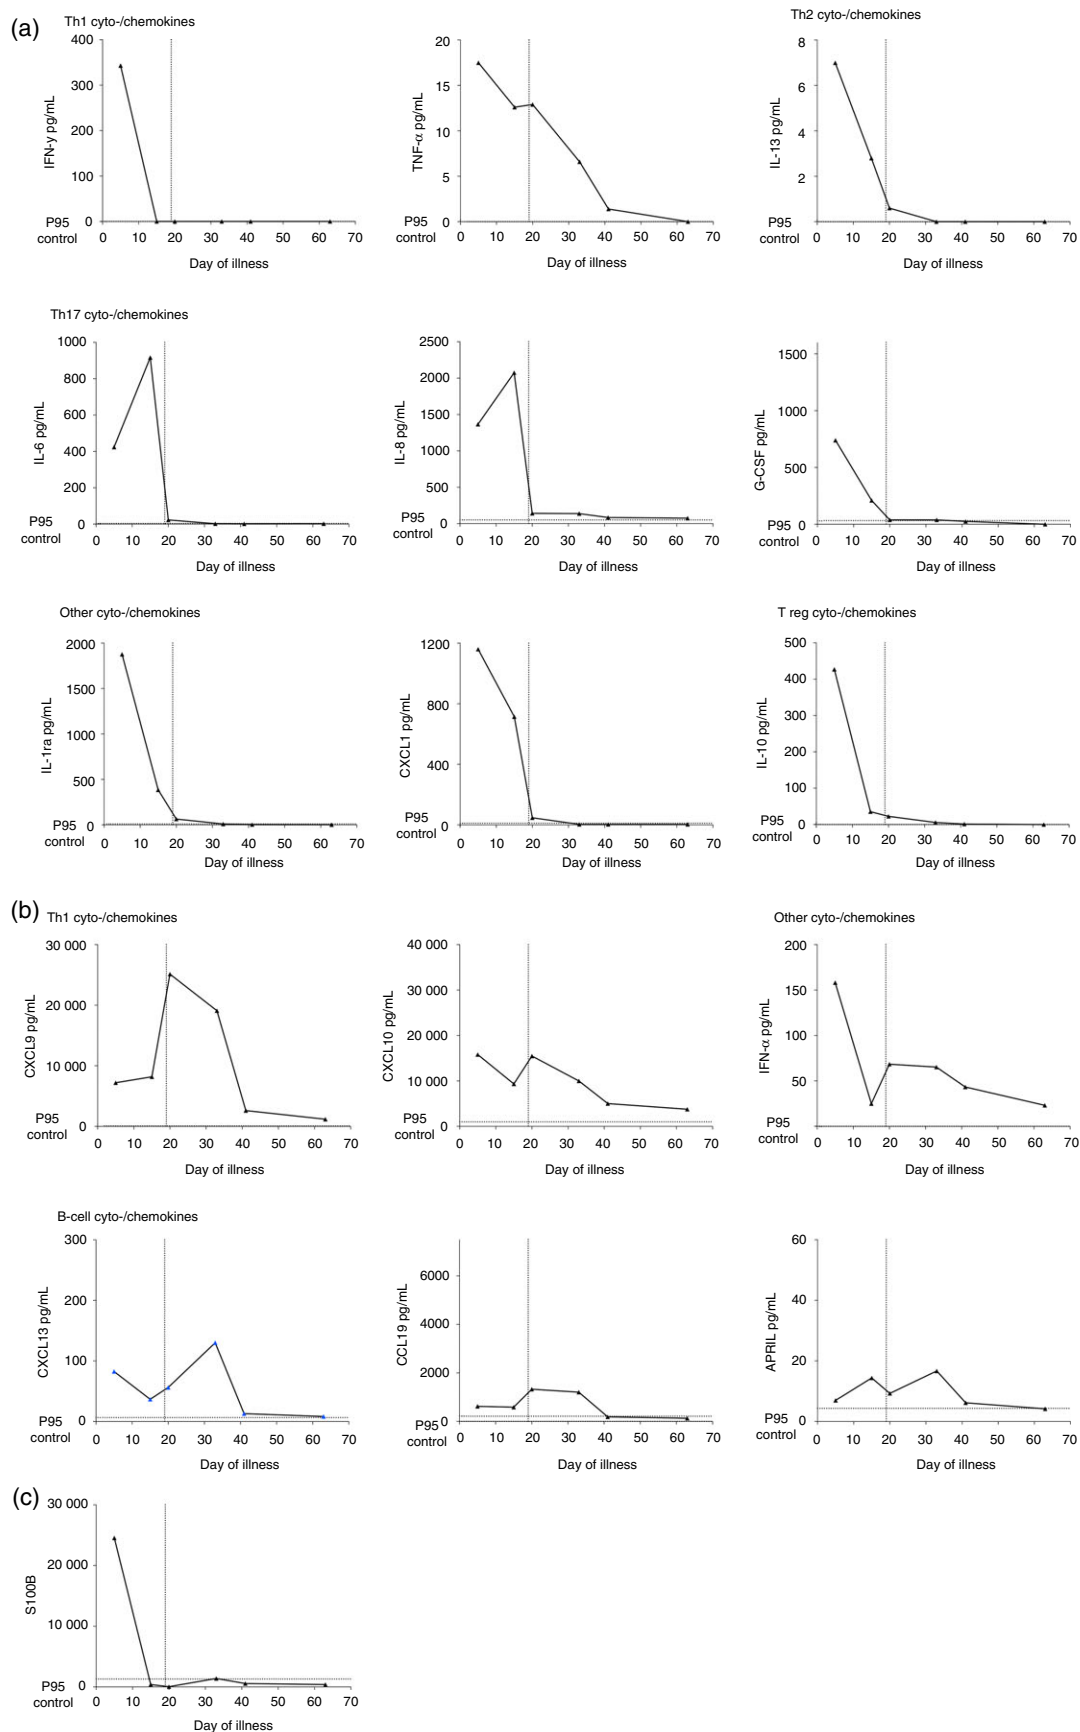 (a)
Th1 cyto-/chemokines
IFN-y pg/mL
400
300
200
100
0
P95
control
0 10 20 30 40 50 60 70
Day of illness
TNF-α pg/mL
20
15
10
5
0
P95
control
0 10 20 30 40 50 60 70
Day of illness
Th2 cyto-/chemokines
IL-13 pg/mL
8
6
4
2
P95
control
0 10 20 30 40 50 60 70
Day of illness
Th17 cyto-/chemokines
IL-6 pg/mL
1000
800
600
400
200
0
P95
control
0 10 20 30 40 50 60 70
Day of illness
IL-8 pg/mL
2500
2000
1500
1000
500
0
P95
control
0 10 20 30 40 50 60 70
Day of illness
G-CSF pg/mL
1500
1000
500
0
P95
control
0 10 20 30 40 50 60 70
Day of illness
Other cyto-/chemokines
IL-1ra pg/mL
2000
1500
1000
500
0
P95
control
0 10 20 30 40 50 60 70
Day of illness
CXCL1 pg/mL
1200
800
400
0
P95
control
0 10 20 30 40 50 60 70
Day of illness
T reg cyto-/chemokines
IL-10 pg/mL
500
400
300
200
100
0
P95
control
0 10 20 30 40 50 60 70
Day of illness
(b)
Th1 cyto-/chemokines
CXCL9 pg/mL
30 000
20 000
10 000
0
P95
control
0 10 20 30 40 50 60 70
Day of illness
CXCL10 pg/mL
40 000
30 000
20 000
10 000
0
P95
control
0 10 20 30 40 50 60 70
Day of illness
Other cyto-/chemokines
IFN-α pg/mL
200
150
100
50
P95
control
0 10 20 30 40 50 60 70
Day of illness
B-cell cyto-/chemokines
CXCL13 pg/mL
300
200
100
0
P95
control
0 10 20 30 40 50 60 70
Day of illness
CCL19 pg/mL
6000
4000
2000
0
P95
control
0 10 20 30 40 50 60 70
Day of illness
APRIL pg/mL
60
40
20
0
P95
control
0 10 20 30 40 50 60 70
Day of illness
(c)
S100B
30 000
20 000
10 000
0
P95
control
0 10 20 30 40 50 60 70
Day of illness